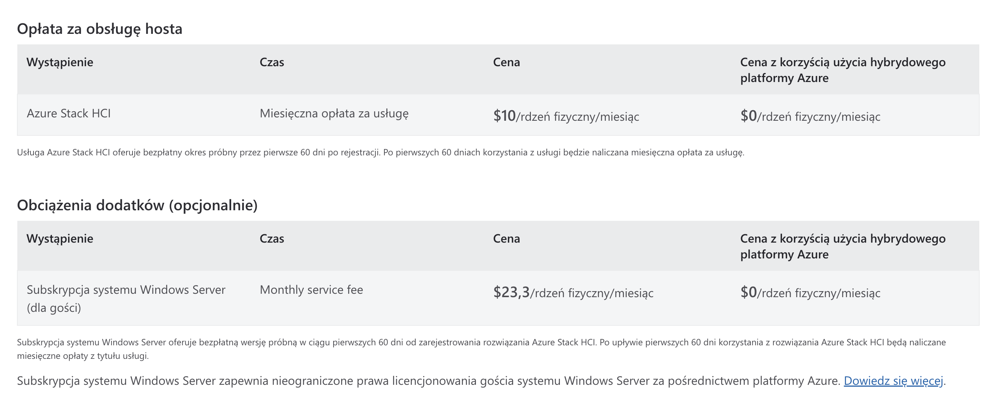 Opłata za obsługę hosta
Wystąpienie
Czas
Cena
Cena z korzyścią użycia hybrydowego
platformy Azure
Azure Stack HCI
Miesięczna opłata za usługę
$10/rdzeń fizyczny/miesiąc
$0/rdzeń fizyczny/miesiąc
Usługa Azure Stack HCI oferuje bezpłatny okres próbny przez pierwsze 60 dni po rejestracji. Po pierwszych 60 dniach korzystania z usługi będzie naliczana miesięczna opłata za usługę.
Obciążenia dodatków (opcjonalnie)
Wystąpienie
Czas
Cena
Cena z korzyścią użycia hybrydowego
platformy Azure
Subskrypcja systemu Windows Server
(dla gości)
Monthly service fee
$23,3/rdzeń fizyczny/miesiąc
$0/rdzeń fizyczny/miesiąc
Subskrypcja systemu Windows Server oferuje bezpłatną wersję próbną w ciągu pierwszych 60 dni od zarejestrowania rozwiązania Azure Stack HCI. Po upływie pierwszych 60 dni korzystania z rozwiązania Azure Stack HCI będą naliczane
miesięczne opłaty z tytułu usługi.
Subskrypcja systemu Windows Server zapewnia nieograniczone prawa licencjonowania gościa systemu Windows Server za pośrednictwem platformy Azure. Dowiedz się więcej.